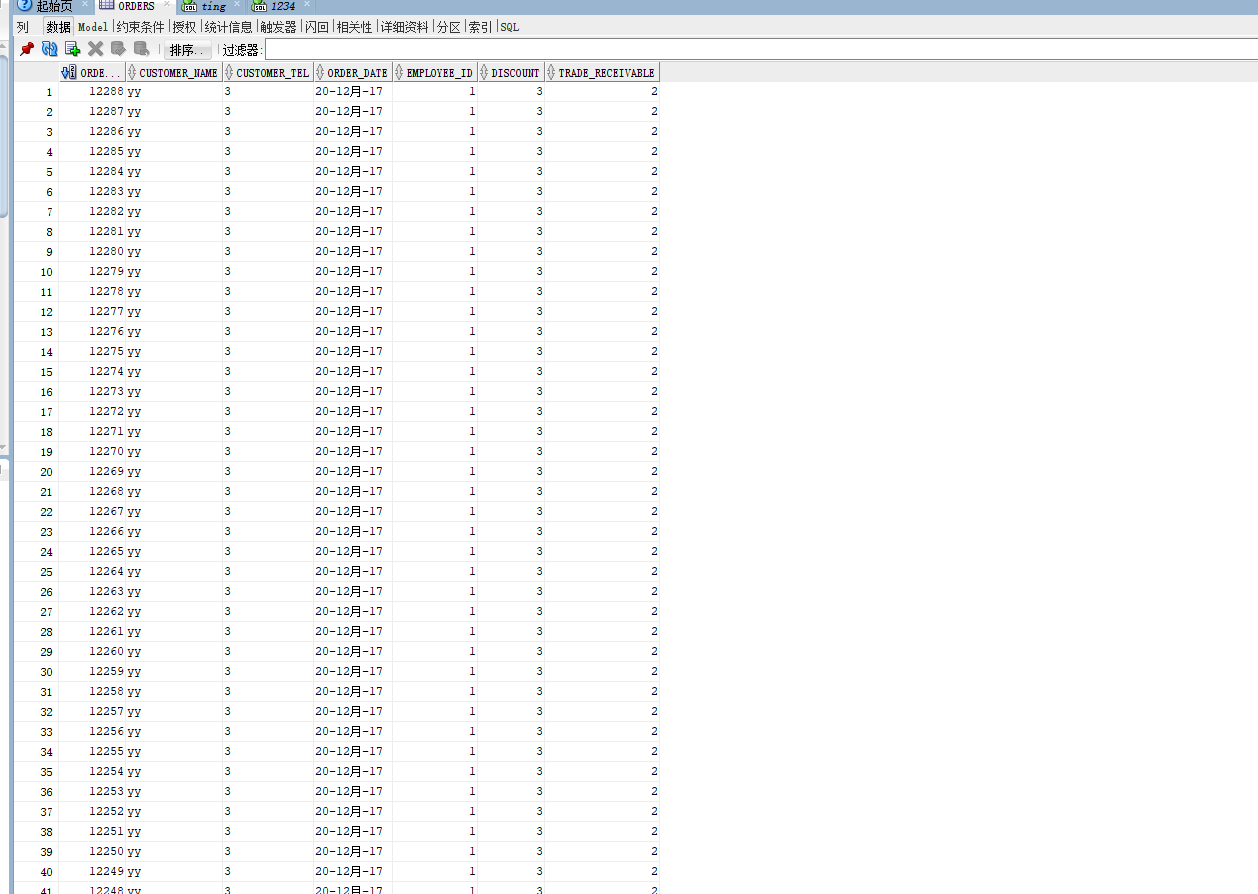 起始页 ORDERS ting 1234
列 数据 Model 约束条件 授权 统计信息 触发器 闪回 相关性 详细资料 分区 索引 SQL
排序.. 过滤器:
ORDE... CUSTOMER_NAME CUSTOMER_TEL ORDER_DATE EMPLOYEE_ID DISCOUNT TRADE_RECEIVABLE
1 12288 yy 3 20-12月-17 1 3 2
2 12287 yy 3 20-12月-17 1 3 2
3 12286 yy 3 20-12月-17 1 3 2
4 12285 yy 3 20-12月-17 1 3 2
5 12284 yy 3 20-12月-17 1 3 2
6 12283 yy 3 20-12月-17 1 3 2
7 12282 yy 3 20-12月-17 1 3 2
8 12281 yy 3 20-12月-17 1 3 2
9 12280 yy 3 20-12月-17 1 3 2
10 12279 yy 3 20-12月-17 1 3 2
11 12278 yy 3 20-12月-17 1 3 2
12 12277 yy 3 20-12月-17 1 3 2
13 12276 yy 3 20-12月-17 1 3 2
14 12275 yy 3 20-12月-17 1 3 2
15 12274 yy 3 20-12月-17 1 3 2
16 12273 yy 3 20-12月-17 1 3 2
17 12272 yy 3 20-12月-17 1 3 2
18 12271 yy 3 20-12月-17 1 3 2
19 12270 yy 3 20-12月-17 1 3 2
20 12269 yy 3 20-12月-17 1 3 2
21 12268 yy 3 20-12月-17 1 3 2
22 12267 yy 3 20-12月-17 1 3 2
23 12266 yy 3 20-12月-17 1 3 2
24 12265 yy 3 20-12月-17 1 3 2
25 12264 yy 3 20-12月-17 1 3 2
26 12263 yy 3 20-12月-17 1 3 2
27 12262 yy 3 20-12月-17 1 3 2
28 12261 yy 3 20-12月-17 1 3 2
29 12260 yy 3 20-12月-17 1 3 2
30 12259 yy 3 20-12月-17 1 3 2
31 12258 yy 3 20-12月-17 1 3 2
32 12257 yy 3 20-12月-17 1 3 2
33 12256 yy 3 20-12月-17 1 3 2
34 12255 yy 3 20-12月-17 1 3 2
35 12254 yy 3 20-12月-17 1 3 2
36 12253 yy 3 20-12月-17 1 3 2
37 12252 yy 3 20-12月-17 1 3 2
38 12251 yy 3 20-12月-17 1 3 2
39 12250 yy 3 20-12月-17 1 3 2
40 12249 yy 3 20-12月-17 1 3 2
41 12248 yy 3 20-12月-17 1 3 2